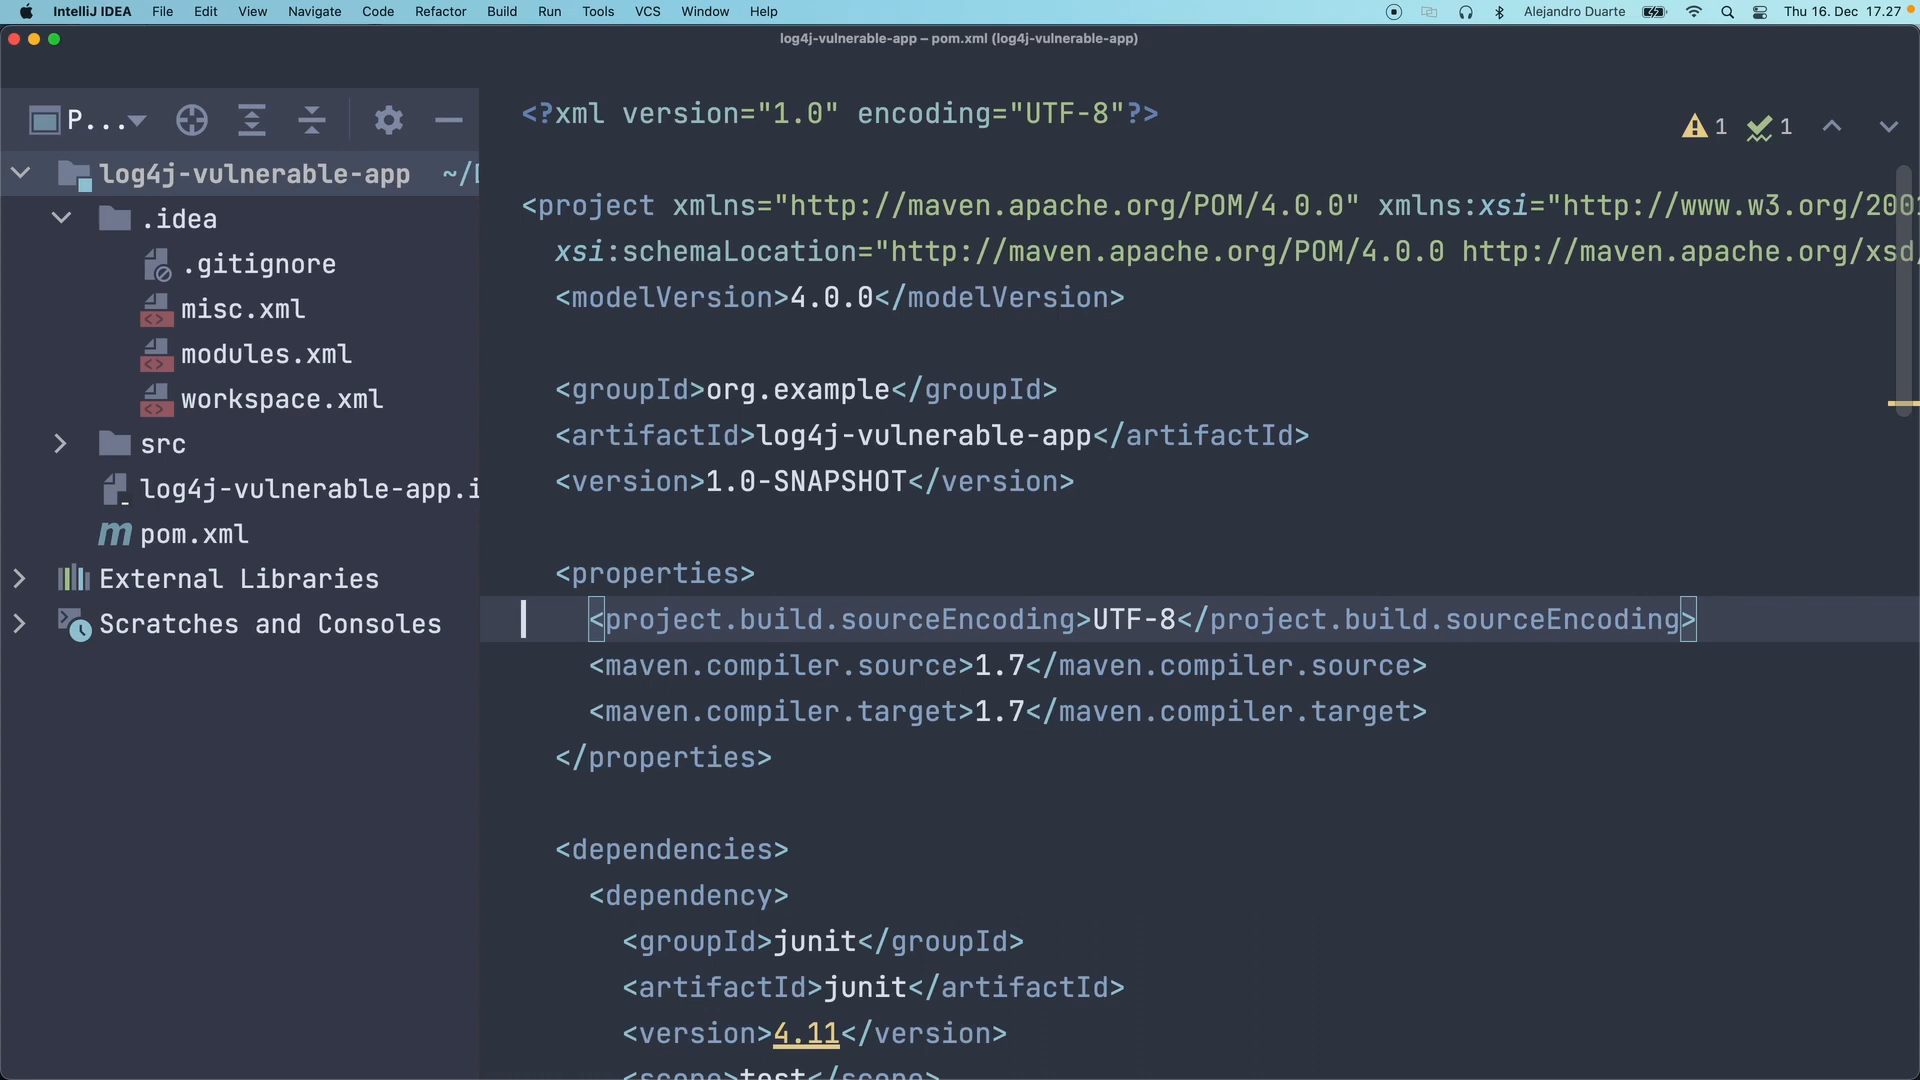 IntelliJ IDEA File Edit View Navigate Code Refactor Build Run Tools VCS Window Help Alejandro Duarte Thu 16. Dec 17.27
log4j-vulnerable-app – pom.xml (log4j-vulnerable-app)
P...
log4j-vulnerable-app ~/
.idea
.gitignore
misc.xml
modules.xml
workspace.xml
src
log4j-vulnerable-app.i
pom.xml
External Libraries
Scratches and Consoles
1 1
<?xml version="1.0" encoding="UTF-8"?>
<project xmlns="http://maven.apache.org/POM/4.0.0" xmlns:xsi="http://www.w3.org/200
xsi:schemaLocation="http://maven.apache.org/POM/4.0.0 http://maven.apache.org/xsd/
<modelVersion>4.0.0</modelVersion>
<groupId>org.example</groupId>
<artifactId>log4j-vulnerable-app</artifactId>
<version>1.0-SNAPSHOT</version>
<properties>
<project.build.sourceEncoding>UTF-8</project.build.sourceEncoding>
<maven.compiler.source>1.7</maven.compiler.source>
<maven.compiler.target>1.7</maven.compiler.target>
</properties>
<dependencies>
<dependency>
<groupId>junit</groupId>
<artifactId>junit</artifactId>
<version>4.11</version>
<scope>test</scope>